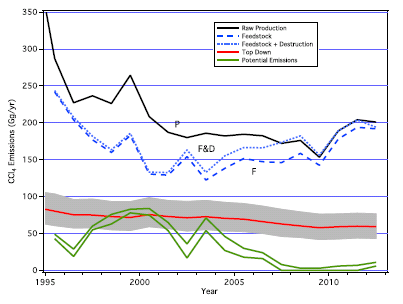 350
300
250
200
150
100
50
0
CCl₄ Emissions (Gg/yr)
Raw Production
Feedstock
Feedstock + Destruction
Top Down
Potential Emissions
P
F&D
F
1995
2000
2005
2010
Year